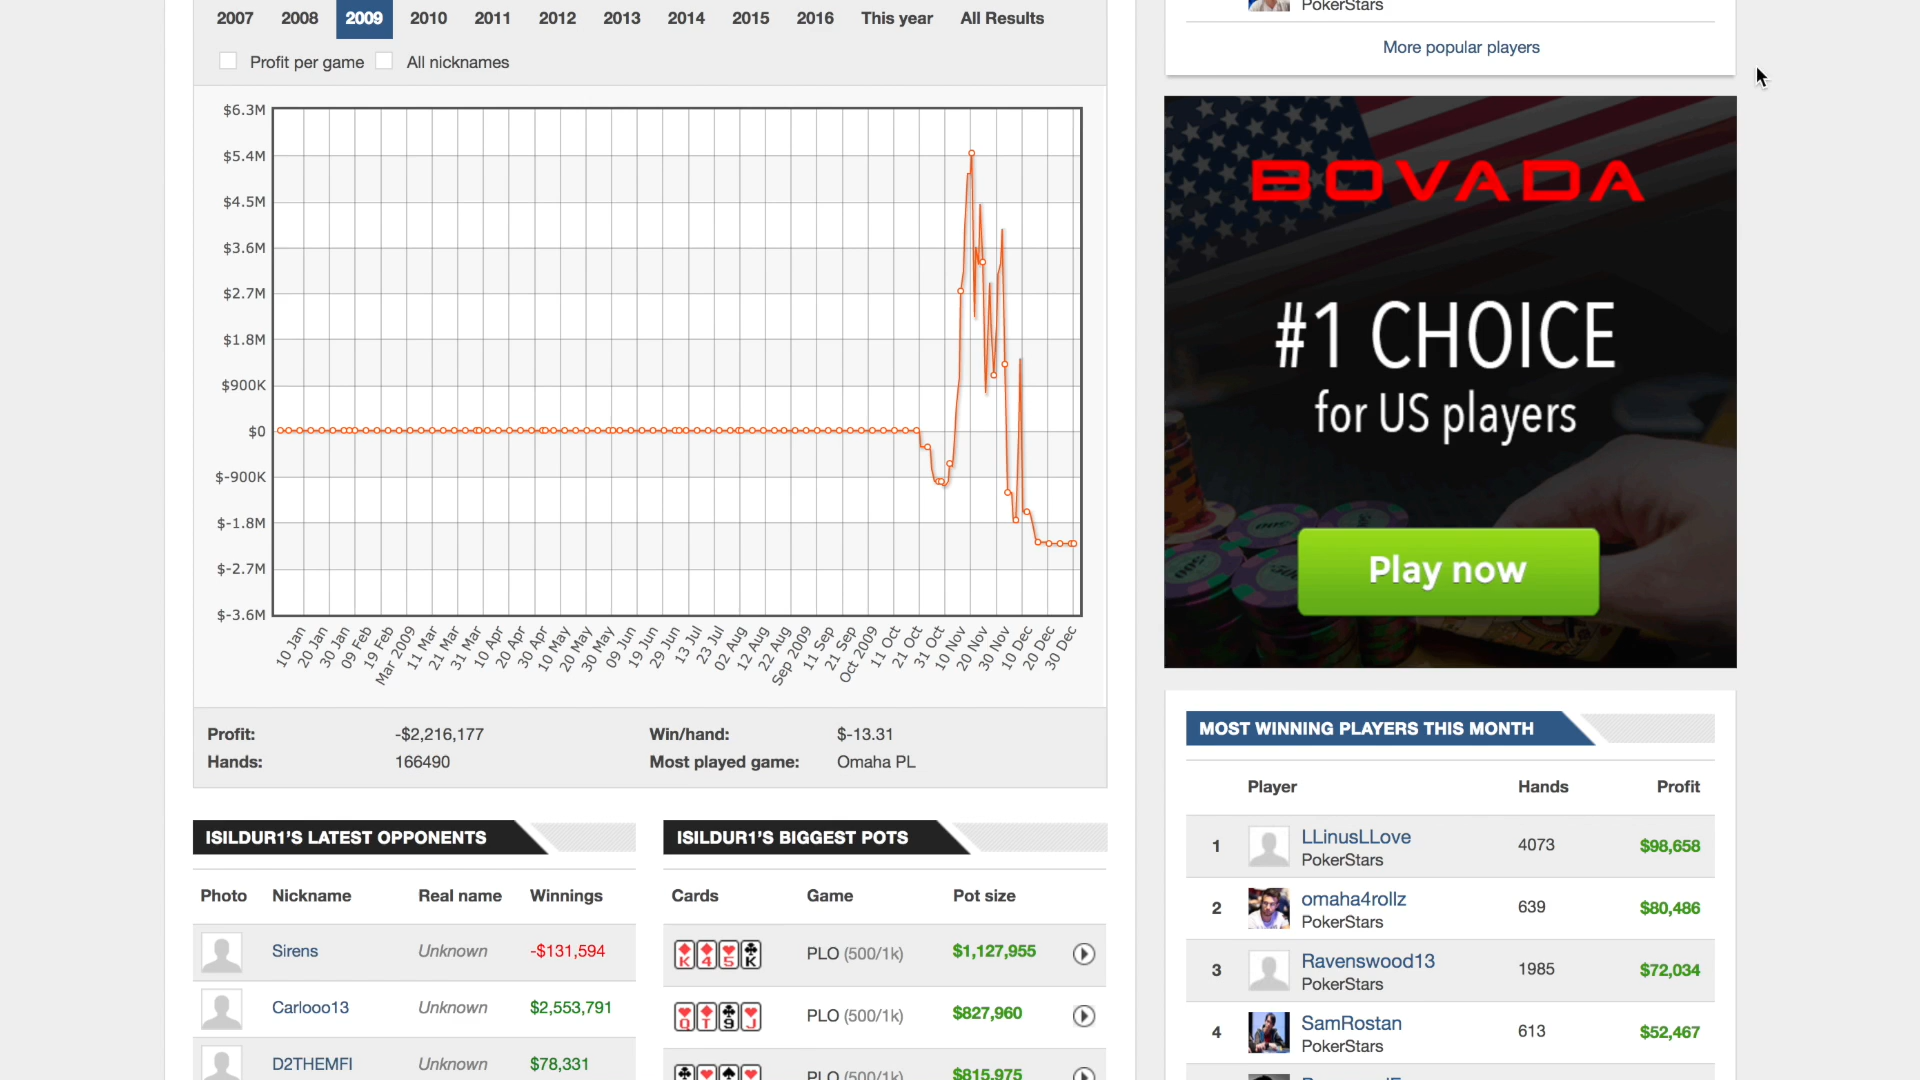 2007 2008 2009 2010 2011 2012 2013 2014 2015 2016 This year All Results
Profit per game All nicknames
$6.3M
$5.4M
$4.5M
$3.6M
$2.7M
$1.8M
$900K
$0
$-900K
$-1.8M
$-2.7M
$-3.6M
10 Jan 20 Jan 30 Jan 09 Feb 19 Feb Mar 2009 11 Mar 21 Mar 31 Mar 10 Apr 20 Apr 30 Apr 10 May 20 May 30 May 09 Jun 19 Jun 29 Jun 13 Jul 23 Jul 02 Aug 12 Aug 22 Aug Sep 2009 11 Sep 21 Sep Oct 2009 11 Oct 21 Oct 31 Oct 10 Nov 20 Nov 30 Nov 10 Dec 20 Dec 30 Dec
Profit: -$2,216,177 Win/hand: $-13.31
Hands: 166490 Most played game: Omaha PL
ISILDUR1'S LATEST OPPONENTS
Photo Nickname Real name Winnings
Sirens Unknown -$131,594
Carlooo13 Unknown $2,553,791
D2THEMFI Unknown $78,331
ISILDUR1'S BIGGEST POTS
Cards Game Pot size
K 4 5 K PLO (500/1k) $1,127,955
Q T 9 J PLO (500/1k) $827,960
PLO (500/1k) $815,975
PokerStars
More popular players
BOVADA
#1 CHOICE
for US players
Play now
MOST WINNING PLAYERS THIS MONTH
Player Hands Profit
1 LLinusLLove 4073 $98,658
PokerStars
2 omaha4rollz 639 $80,486
PokerStars
3 Ravenswood13 1985 $72,034
PokerStars
4 SamRostan 613 $52,467
PokerStars